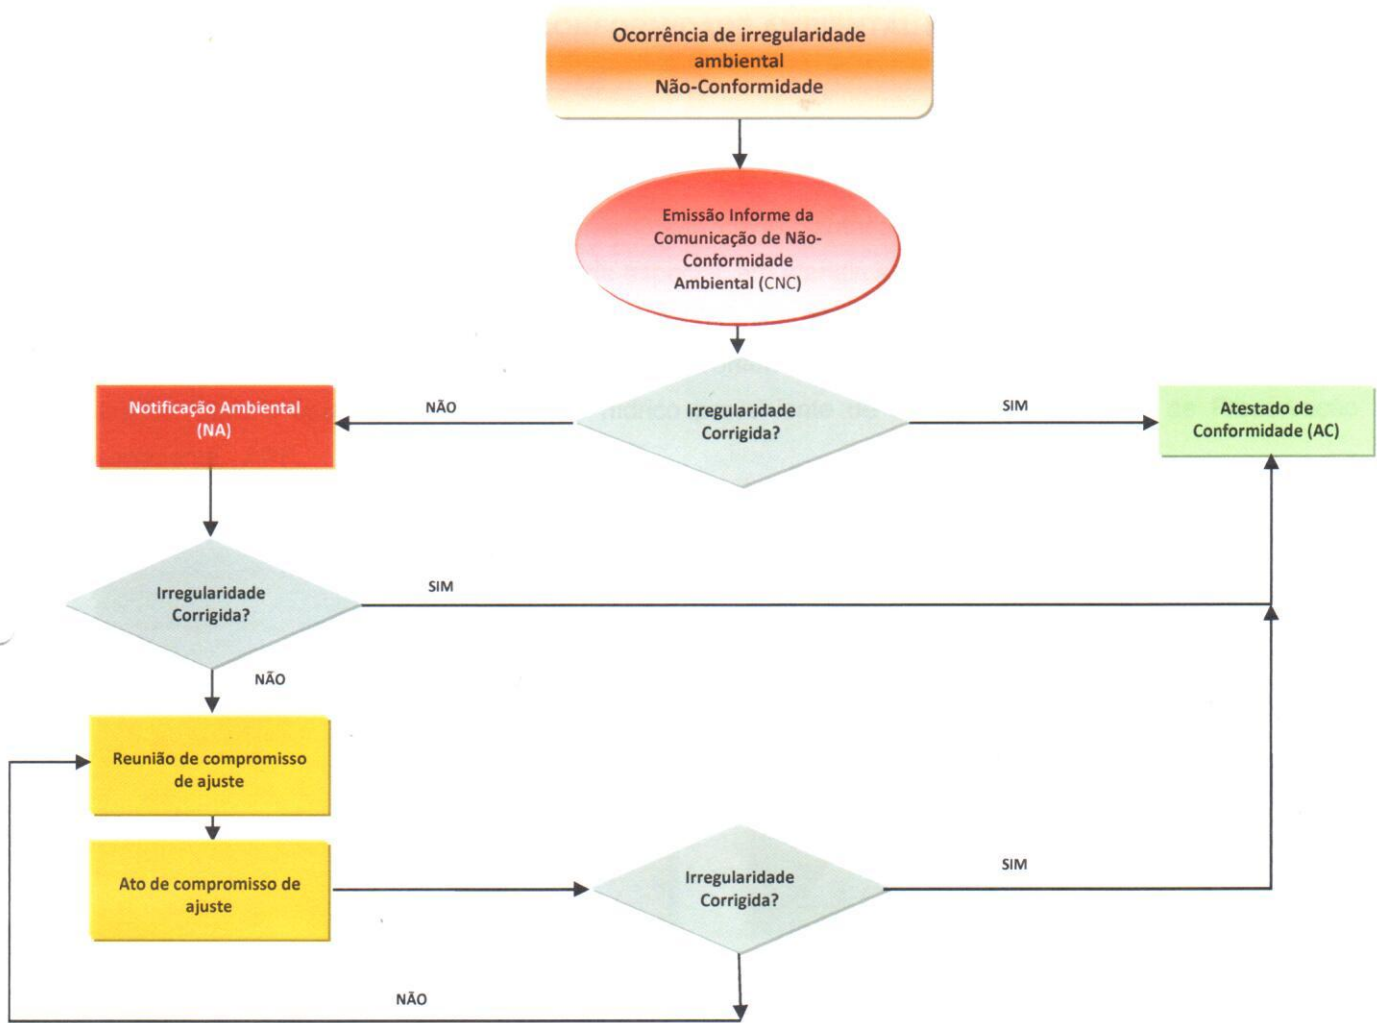 Ocorrência de irregularidade
ambiental
Não-Conformidade
Emissão Informe da
Comunicação de Não-
Conformidade
Ambiental (CNC)
Notificação Ambiental
(NA)
NÃO
Irregularidade
Corrigida?
SIM
Atestado de
Conformidade (AC)
Irregularidade
Corrigida?
SIM
NÃO
Reunião de compromisso
de ajuste
Ato de compromisso de
ajuste
Irregularidade
Corrigida?
SIM
NÃO